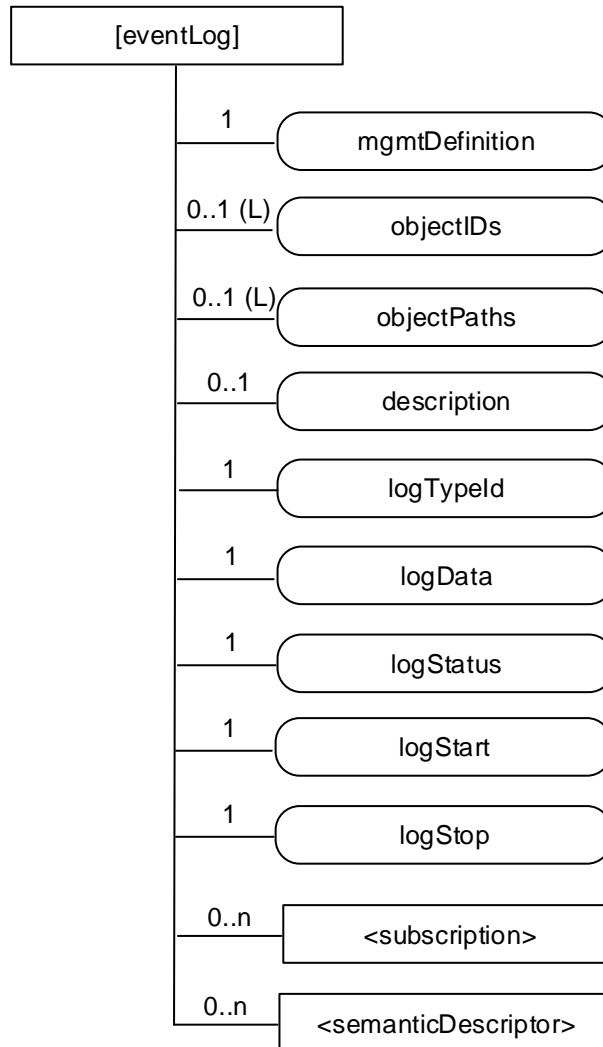 [eventLog]
1
mgmtDefinition
0..1 (L)
objectIDs
0..1 (L)
objectPaths
0..1
description
1
logTypeId
1
logData
1
logStatus
1
logStart
1
logStop
0..n
<subscription>
0..n
<semanticDescriptor>